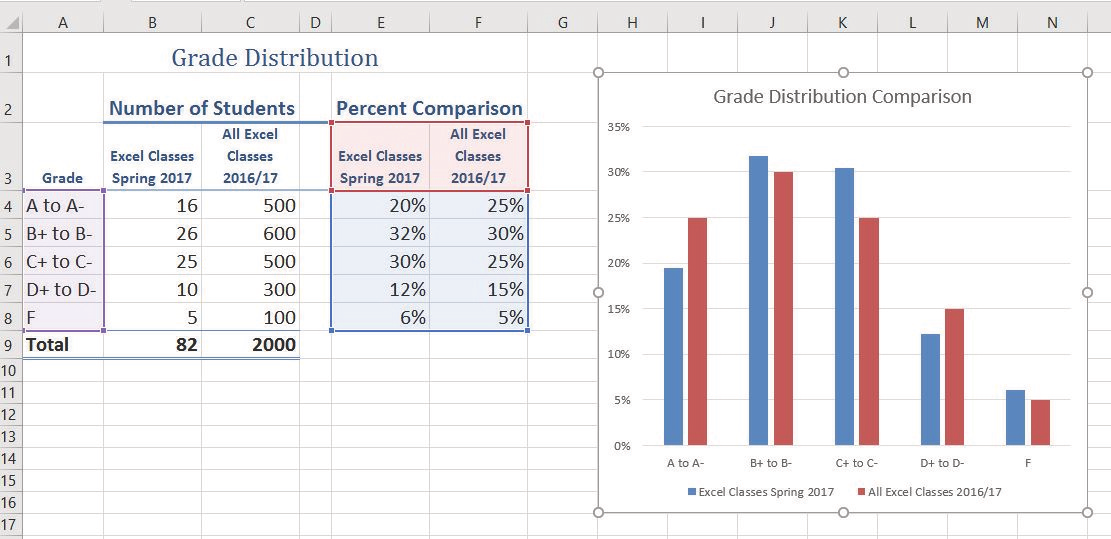 A B C D E F G H I J K L M N
1 Grade Distribution
2 Number of Students Percent Comparison
3 Grade Excel Classes Spring 2017 All Excel Classes 2016/17 Excel Classes Spring 2017 All Excel Classes 2016/17
4 A to A- 16 500 20% 25%
5 B+ to B- 26 600 32% 30%
6 C+ to C- 25 500 30% 25%
7 D+ to D- 10 300 12% 15%
8 F 5 100 6% 5%
9 Total 82 2000
10
11
12
13
14
15
16
17
Grade Distribution Comparison
35%
30%
25%
20%
15%
10%
5%
0%
A to A- B+ to B- C+ to C- D+ to D- F
Excel Classes Spring 2017 All Excel Classes 2016/17